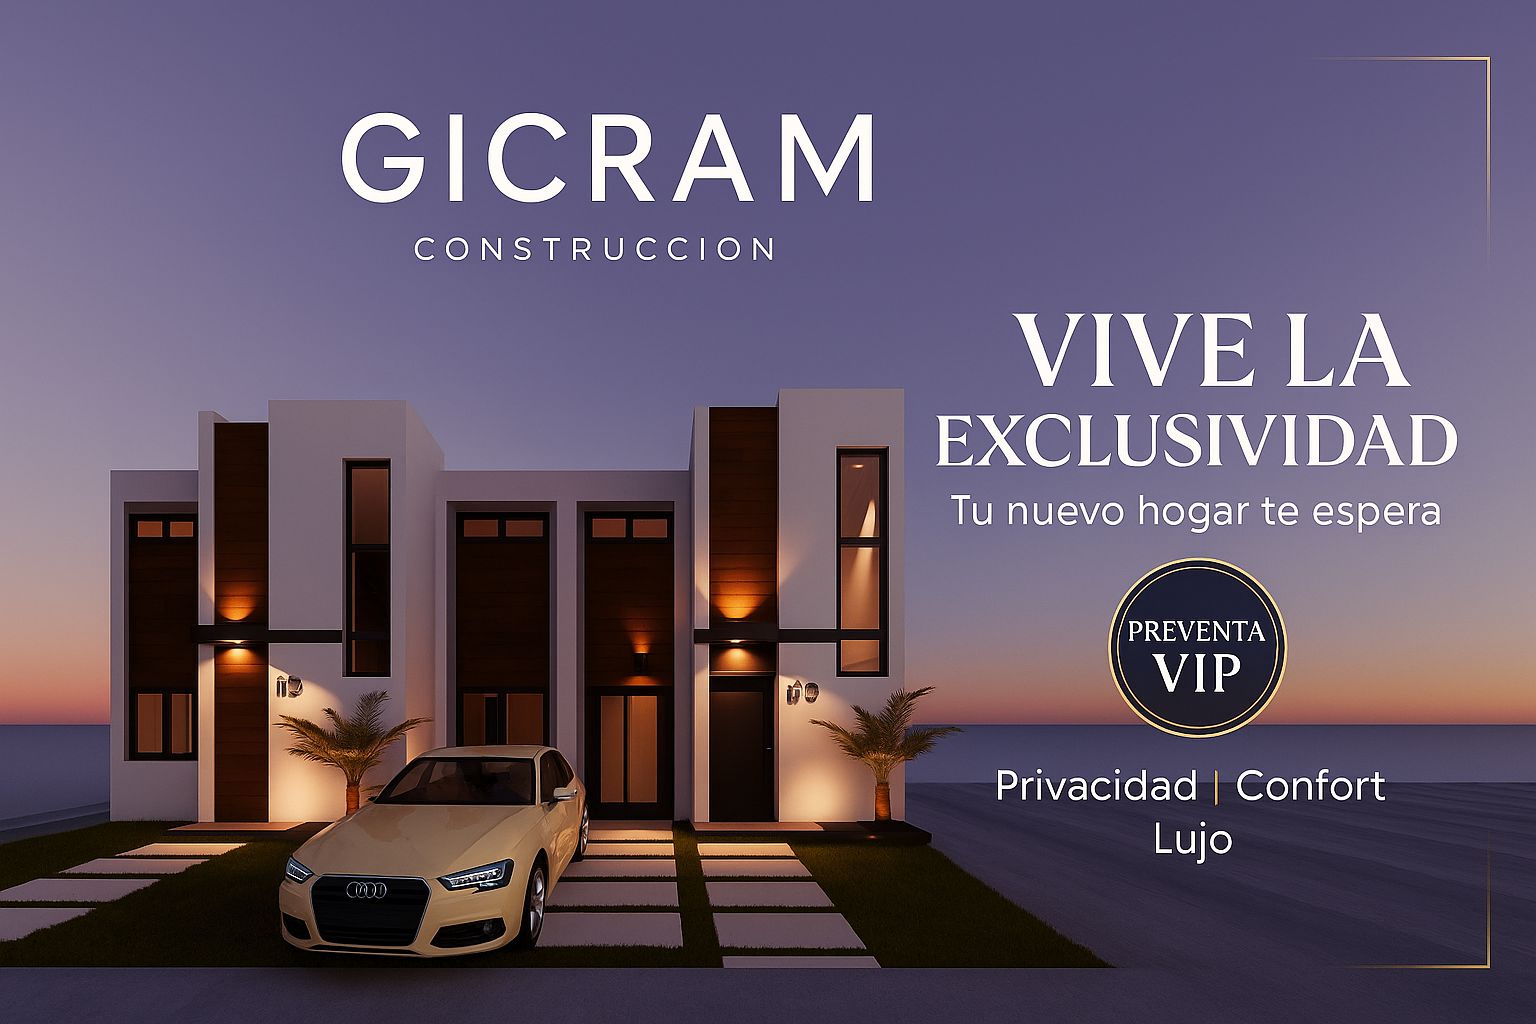 GICRAM
CONSTRUCCION
VIVE LA
EXCLUSIVIDAD
Tu nuevo hogar te espera
PREVENTA
VIP
Privacidad | Confort
Lujo